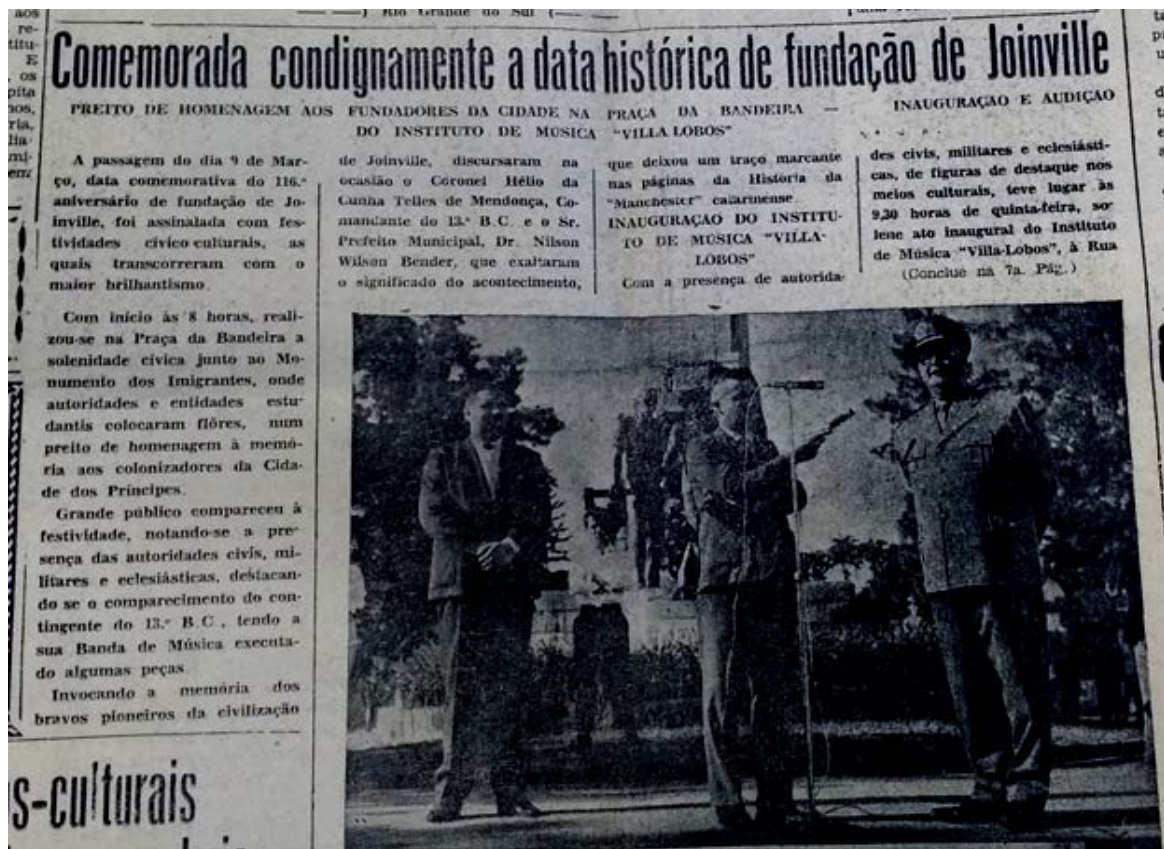 Rio Grande do Sul
Comemorada condignamente a data histórica de fundação de Joinville
PREITO DE HOMENAGEM AOS FUNDADORES DA CIDADE NA PRAÇA DA BANDEIRA — INAUGURAÇÃO E AUDIÇÃO
DO INSTITUTO DE MÚSICA "VILLA LOBOS"
A passagem do dia 9 de Mar-
ço, data comemorativa do 116.º
aniversário de fundação de Jo-
inville, foi assinalada com fes-
tividades cívico-culturais, as
quais transcorreram com o
maior brilhantismo.
Com início às 8 horas, reali-
zou-se na Praça da Bandeira a
solenidade cívica junto ao Mo-
numento dos Imigrantes, onde
autoridades e entidades estu-
dantis colocaram flôres, num
preito de homenagem à memó-
ria aos colonizadores da Cida-
de dos Príncipes.
Grande público compareceu à
festividade, notando-se a pre-
sença das autoridades civis, mi-
litares e eclesiásticas, destacan-
do se o comparecimento do con-
tingente do 13.º B.C., tendo a
sua Banda de Música executa-
do algumas peças.
Invocando a memória dos
bravos pioneiros da civilização
de Joinville, discursaram na
ocasião o Coronel Hélio da
Cunha Telles de Mendonça, Co-
mandante do 13.º B.C. e o Sr.
Prefeito Municipal, Dr. Nilson
Wilson Bender, que exaltaram
o significado do acontecimento,
que deixou um traço marcante
nas páginas da História da
"Manchester" catarinense.
INAUGURAÇÃO DO INSTITU-
TO DE MÚSICA "VILLA-
LOBOS"
Com a presença de autorida-
des civis, militares e eclesiásti-
cas, de figuras de destaque nos
meios culturais, teve lugar às
9,30 horas de quinta-feira, so-
lene ato inaugural do Instituto
de Música "Villa-Lobos", à Rua
(Conclue na 7a. Pág.)
s-culturais